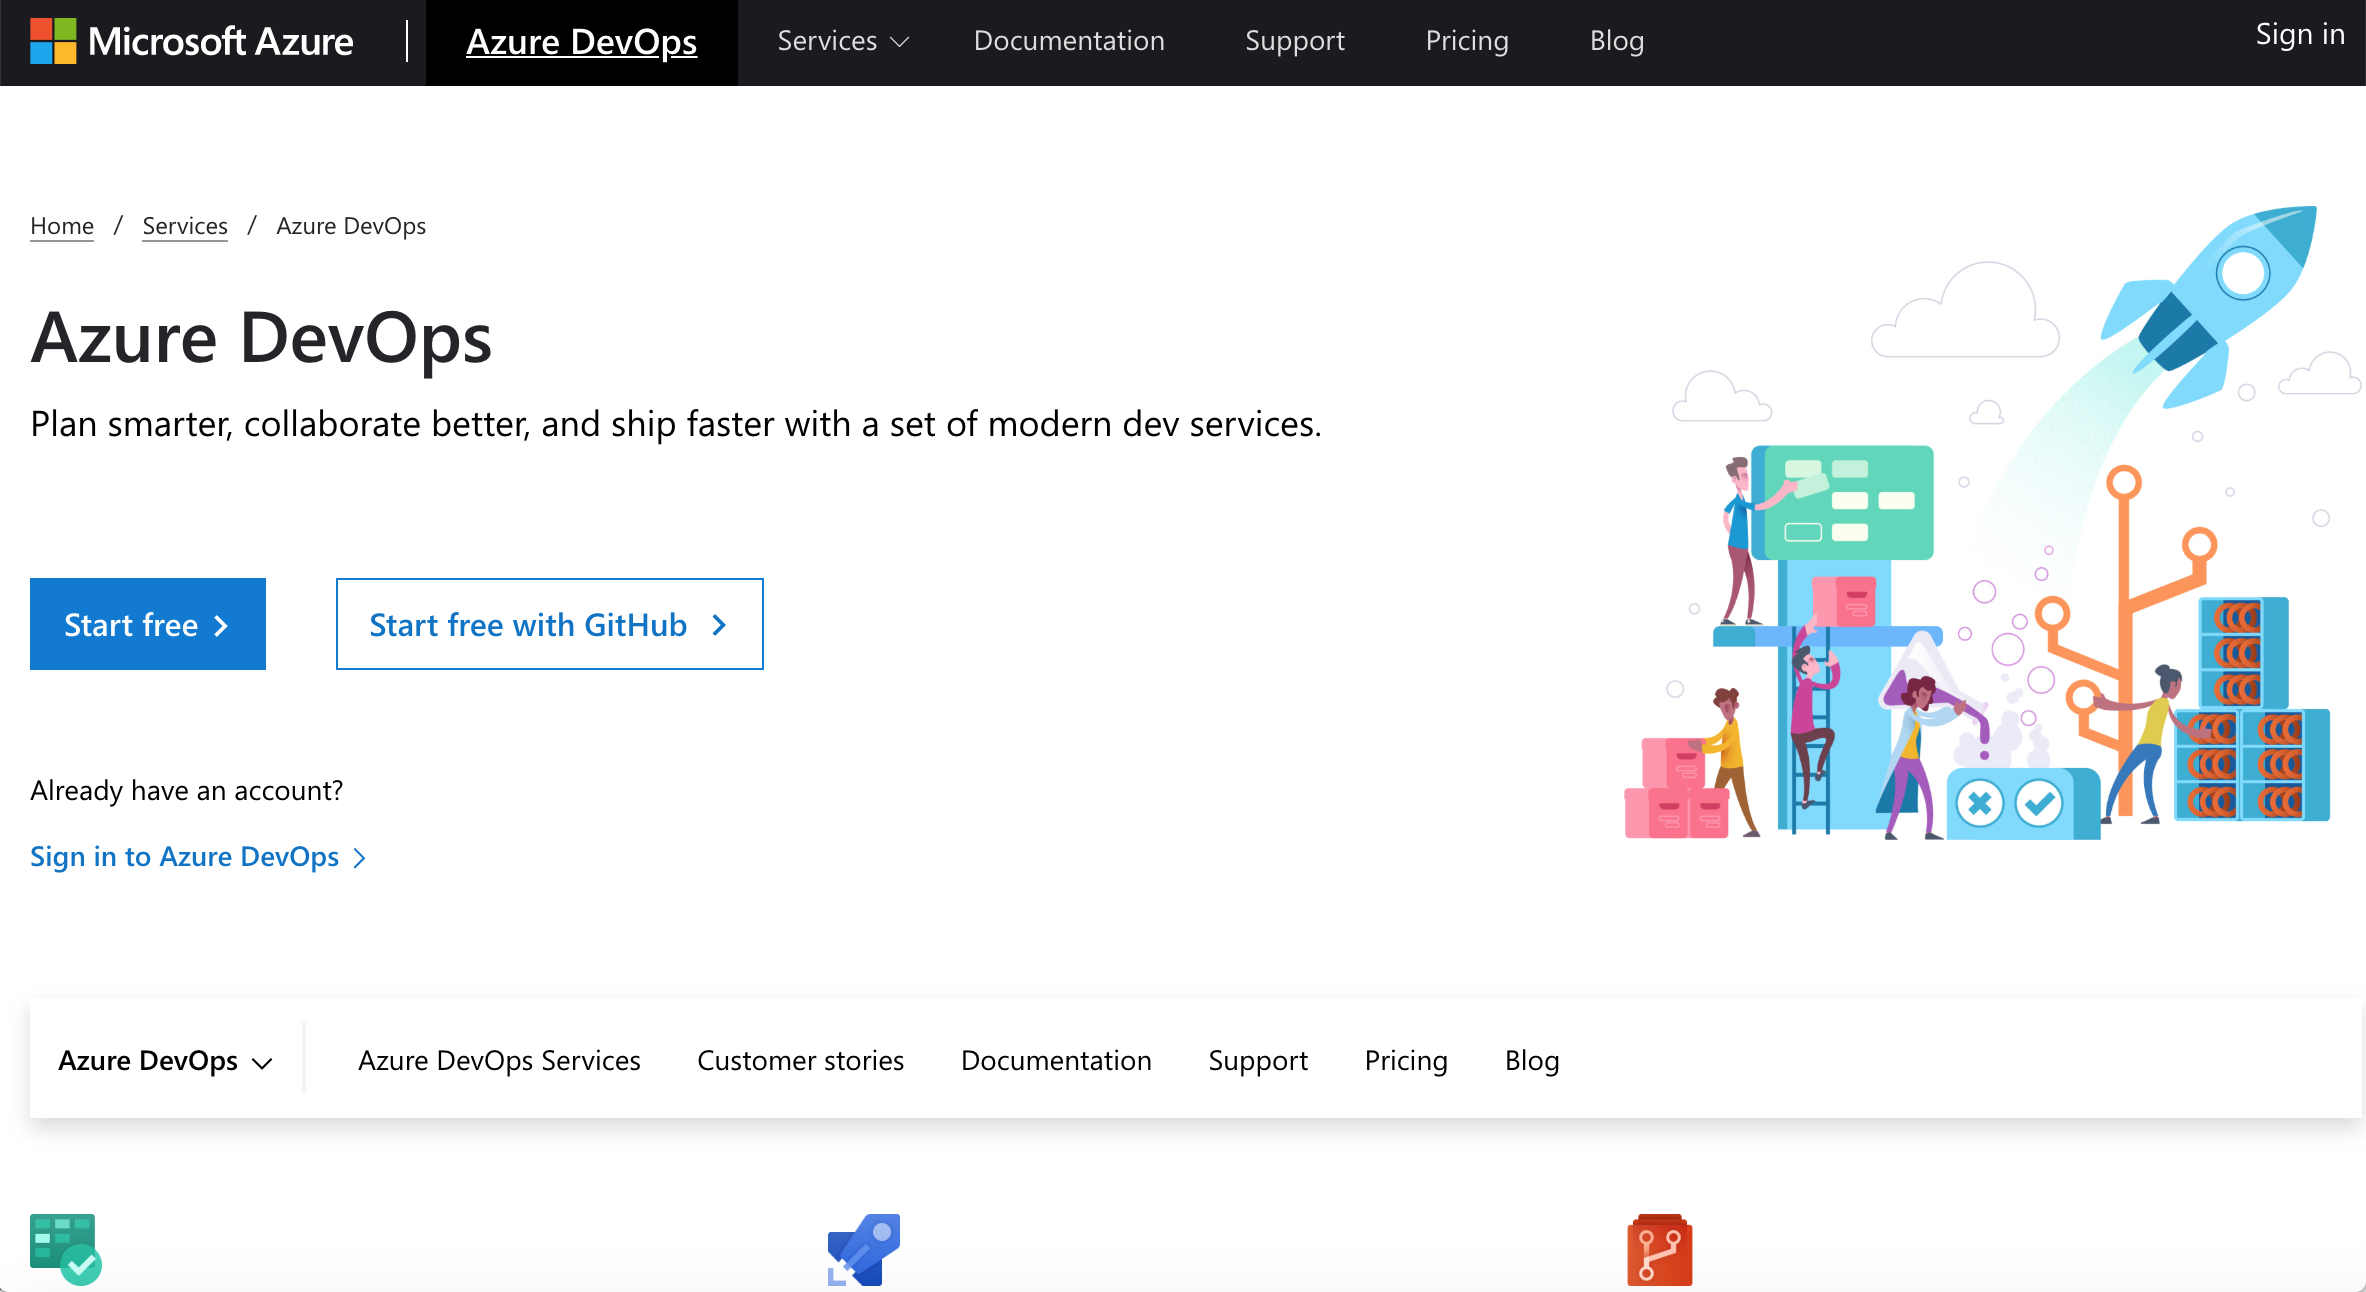 Microsoft Azure
Azure DevOps
Services
Documentation
Support
Pricing
Blog
Sign in
Home / Services / Azure DevOps
Azure DevOps
Plan smarter, collaborate better, and ship faster with a set of modern dev services.
Start free
Start free with GitHub
Already have an account?
Sign in to Azure DevOps
Azure DevOps
Azure DevOps Services
Customer stories
Documentation
Support
Pricing
Blog